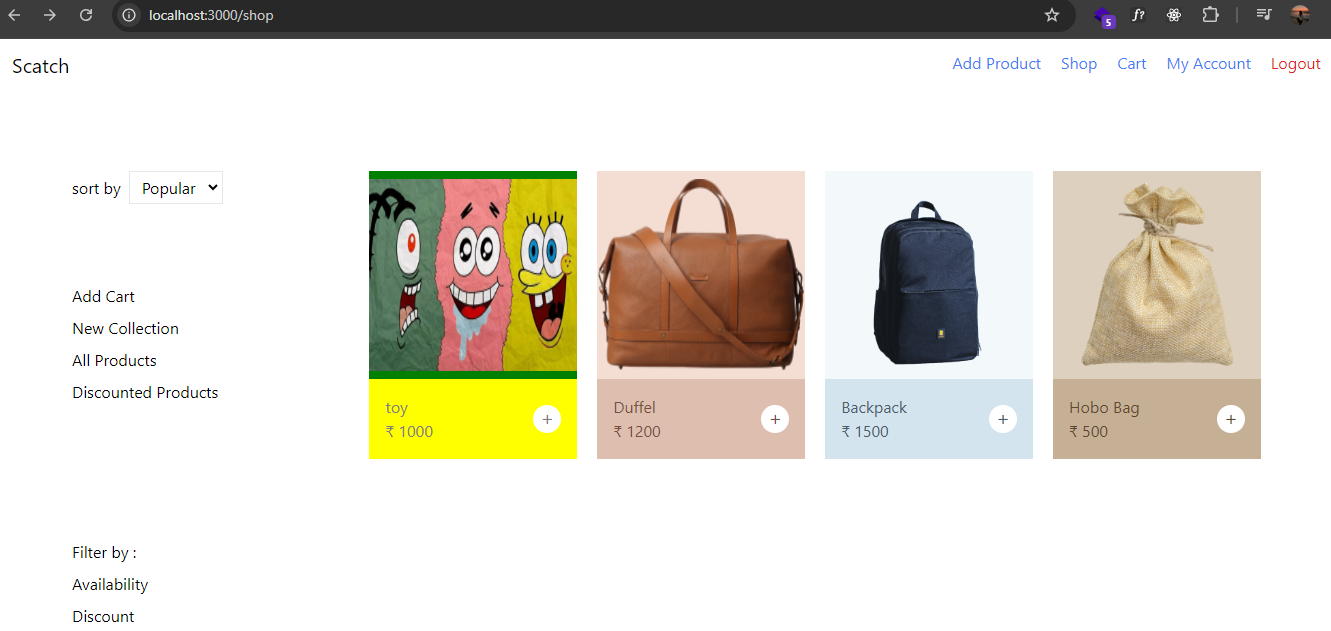 localhost:3000/shop
5
f?
Scatch
Add Product Shop Cart My Account Logout
sort by Popular
Add Cart
New Collection
All Products
Discounted Products
toy
₹ 1000
+
Duffel
₹ 1200
+
Backpack
₹ 1500
+
Hobo Bag
₹ 500
+
Filter by :
Availability
Discount